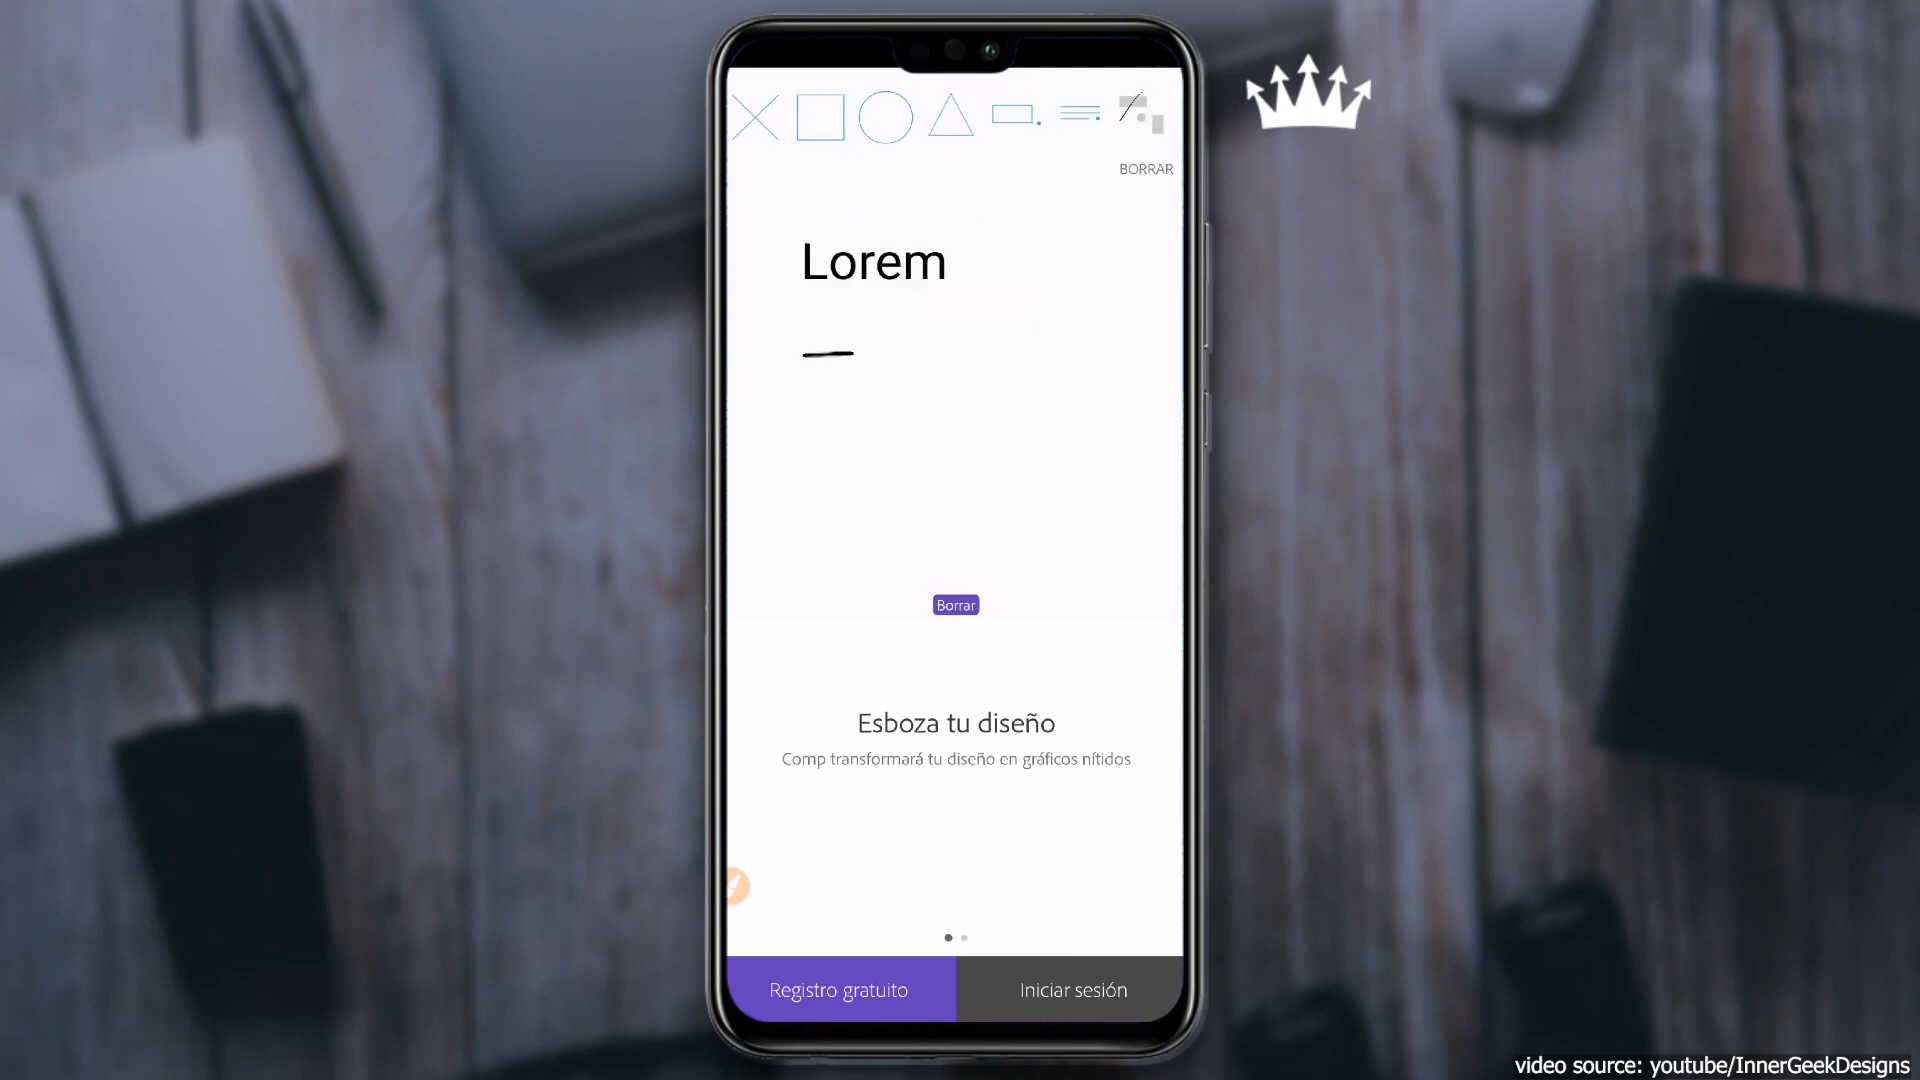 BORRAR
Lorem
Borrar
Esboza tu diseño
Comp transformará tu diseño en gráficos nítidos
Registro gratuito
Iniciar sesión
video source: youtube/InnerGeekDesigns